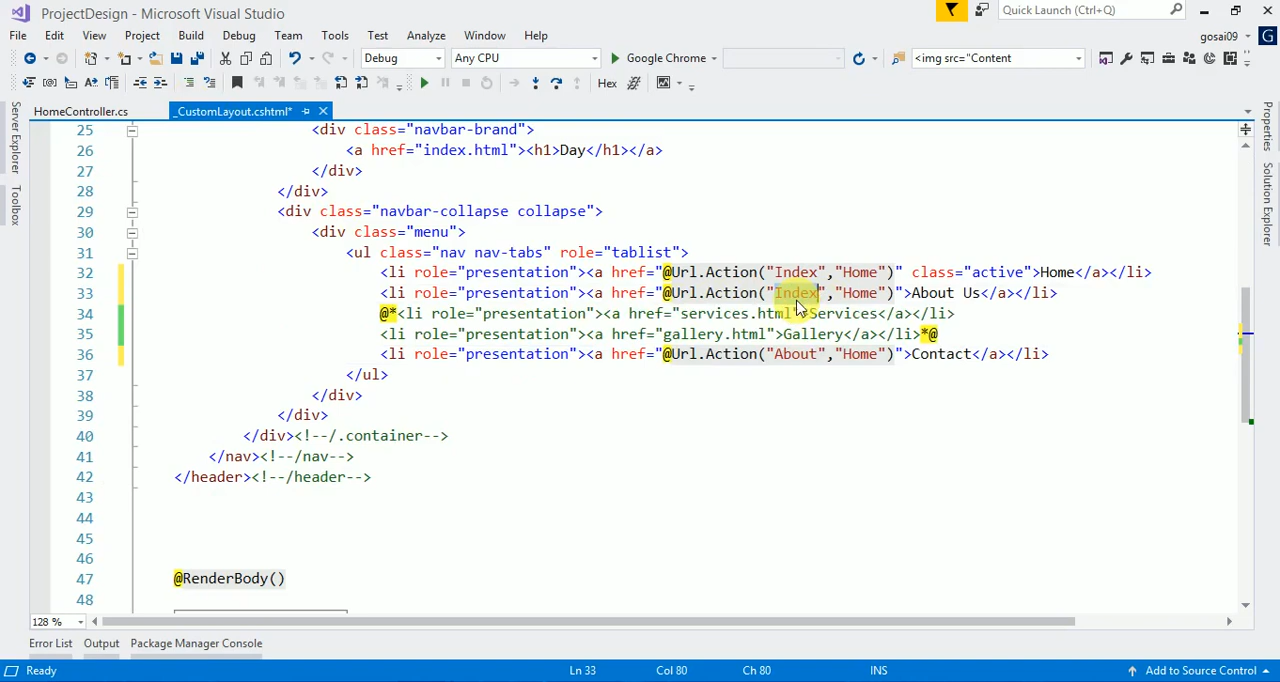 ProjectDesign - Microsoft Visual Studio
Quick Launch (Ctrl+Q)
File Edit View Project Build Debug Team Tools Test Analyze Window Help
gosai09 G
Debug Any CPU Google Chrome <img src="Content
Hex
HomeController.cs _CustomLayout.cshtml*
Server Explorer
Toolbox
Properties
Solution Explorer
25 <div class="navbar-brand">
26 <a href="index.html"><h1>Day</h1></a>
27 </div>
28 </div>
29 <div class="navbar-collapse collapse">
30 <div class="menu">
31 <ul class="nav nav-tabs" role="tablist">
32 <li role="presentation"><a href="@Url.Action("Index","Home")" class="active">Home</a></li>
33 <li role="presentation"><a href="@Url.Action("Index","Home")">About Us</a></li>
34 @*<li role="presentation"><a href="services.html">Services</a></li>
35 <li role="presentation"><a href="gallery.html">Gallery</a></li>*@
36 <li role="presentation"><a href="@Url.Action("About","Home")">Contact</a></li>
37 </ul>
38 </div>
39 </div>
40 </div><!--/.container-->
41 </nav><!--/nav-->
42 </header><!--/header-->
43
44
45
46
47 @RenderBody()
48
128 %
Error List Output Package Manager Console
Ready Ln 33 Col 80 Ch 80 INS Add to Source Control